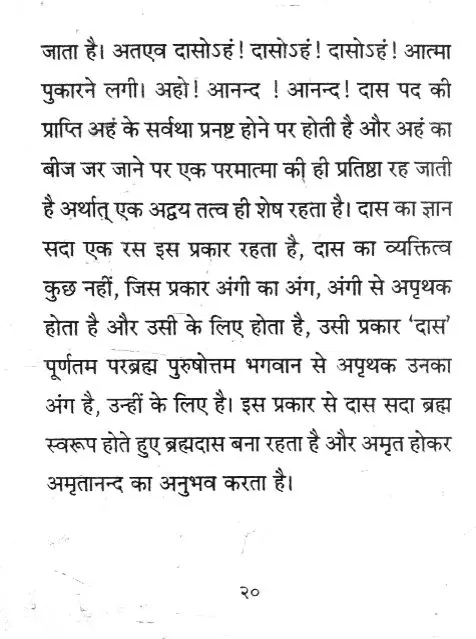 जाता है। अतएव दासोऽहं! दासोऽहं! दासोऽहं! आत्मा
पुकारने लगी। अहो! आनन्द ! आनन्द! दास पद की
प्राप्ति अहं के सर्वथा प्रनष्ट होने पर होती है और अहं का
बीज जर जाने पर एक परमात्मा की ही प्रतिष्ठा रह जाती
है अर्थात् एक अद्वय तत्व ही शेष रहता है। दास का ज्ञान
सदा एक रस इस प्रकार रहता है, दास का व्यक्तित्व
कुछ नहीं, जिस प्रकार अंगी का अंग, अंगी से अपृथक
होता है और उसी के लिए होता है, उसी प्रकार ‘दास’
पूर्णतम परब्रह्म पुरुषोत्तम भगवान से अपृथक उनका
अंग है, उन्हीं के लिए है। इस प्रकार से दास सदा ब्रह्म
स्वरूप होते हुए ब्रह्मदास बना रहता है और अमृत होकर
अमृतानन्द का अनुभव करता है।
२०